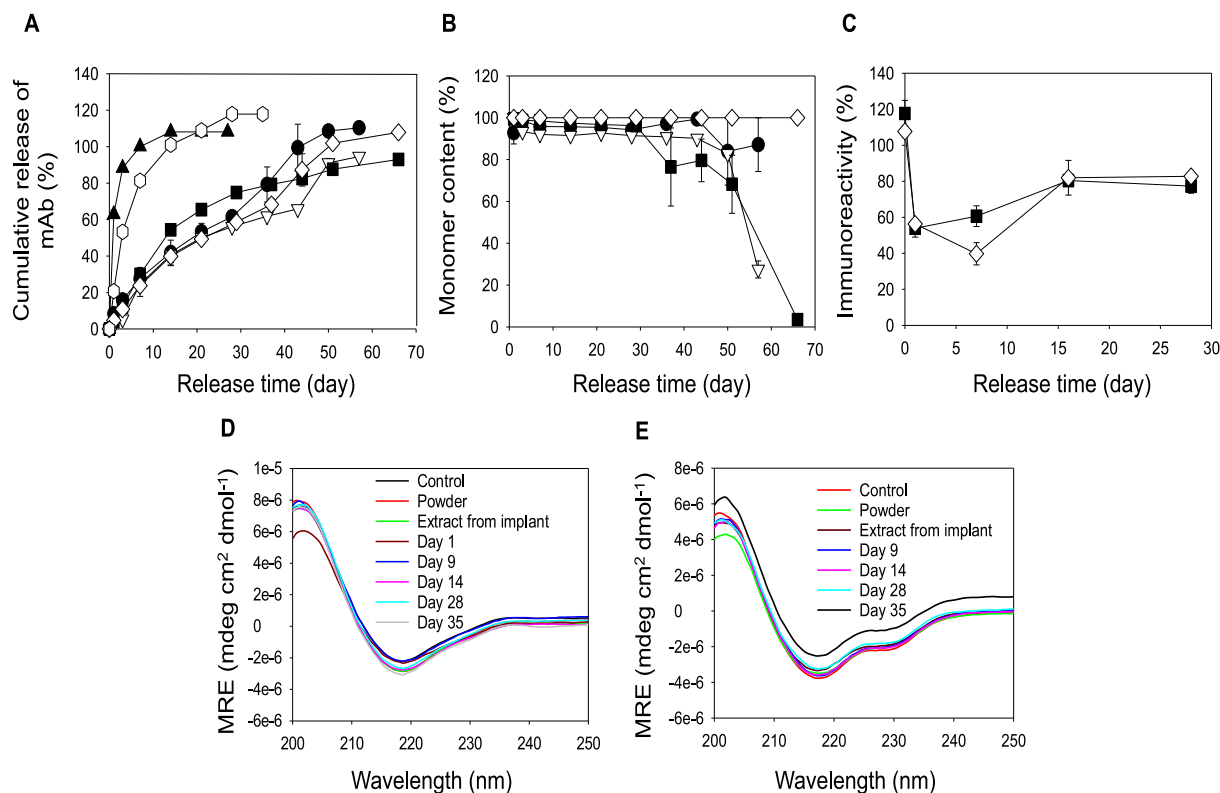 A
B
C
Cumulative release of
mAb (%)
140
120
100
80
60
40
20
0
0 10 20 30 40 50 60 70
Release time (day)
Monomer content (%)
120
100
80
60
40
20
0
0 10 20 30 40 50 60 70
Release time (day)
Immunoreactivity (%)
140
120
100
80
60
40
20
0
0 5 10 15 20 25 30
Release time (day)
D
E
MRE (mdeg cm² dmol⁻¹)
1e-5
8e-6
6e-6
4e-6
2e-6
0
-2e-6
-4e-6
-6e-6
Control
Powder
Extract from implant
Day 1
Day 9
Day 14
Day 28
Day 35
200 210 220 230 240 250
Wavelength (nm)
MRE (mdeg cm² dmol⁻¹)
8e-6
6e-6
4e-6
2e-6
0
-2e-6
-4e-6
-6e-6
Control
Powder
Extract from implant
Day 9
Day 14
Day 28
Day 35
200 210 220 230 240 250
Wavelength (nm)